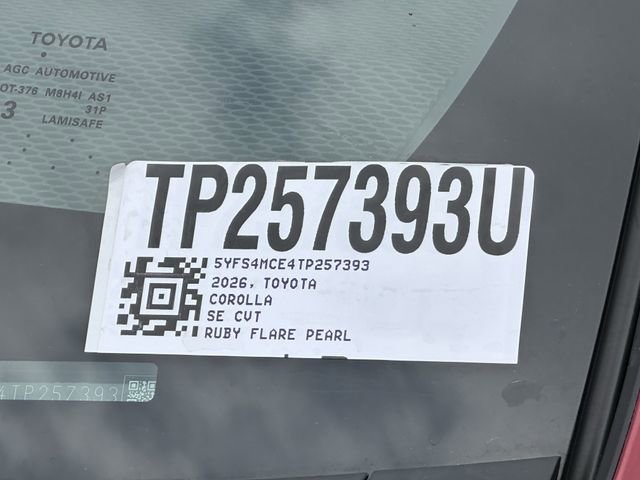 TOYOTA
AGC AUTOMOTIVE
OT-376 M8H4I AS1
31P
3 LAMISAFE
TP257393U
5YFS4MCE4TP257393
2026, TOYOTA
COROLLA
SE CVT
RUBY FLARE PEARL
4TP257393